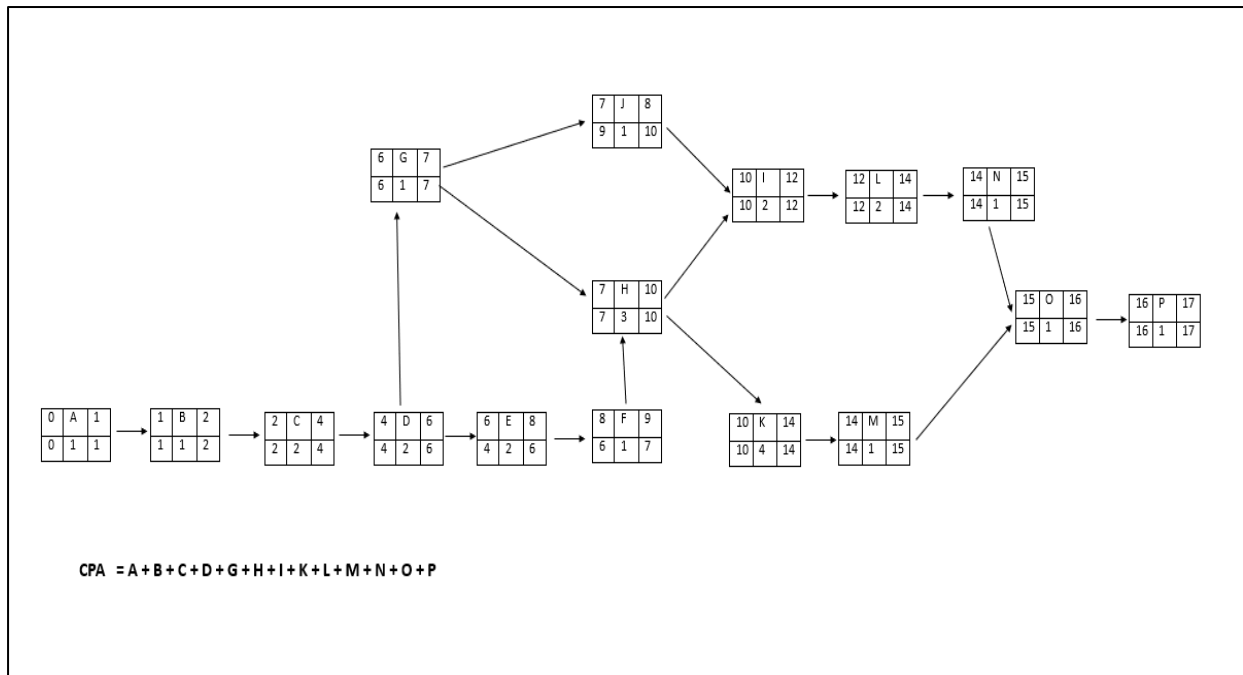 7 J 8
9 1 10
6 G 7
6 1 7
10 I 12
10 2 12
12 L 14
12 2 14
14 N 15
14 1 15
7 H 10
7 3 10
15 O 16
15 1 16
16 P 17
16 1 17
0 A 1
0 1 1
1 B 2
1 1 2
2 C 4
2 2 4
4 D 6
4 2 6
6 E 8
4 2 6
8 F 9
6 1 7
10 K 14
10 4 14
14 M 15
14 1 15
CPA = A + B + C + D + G + H + I + K + L + M + N + O + P